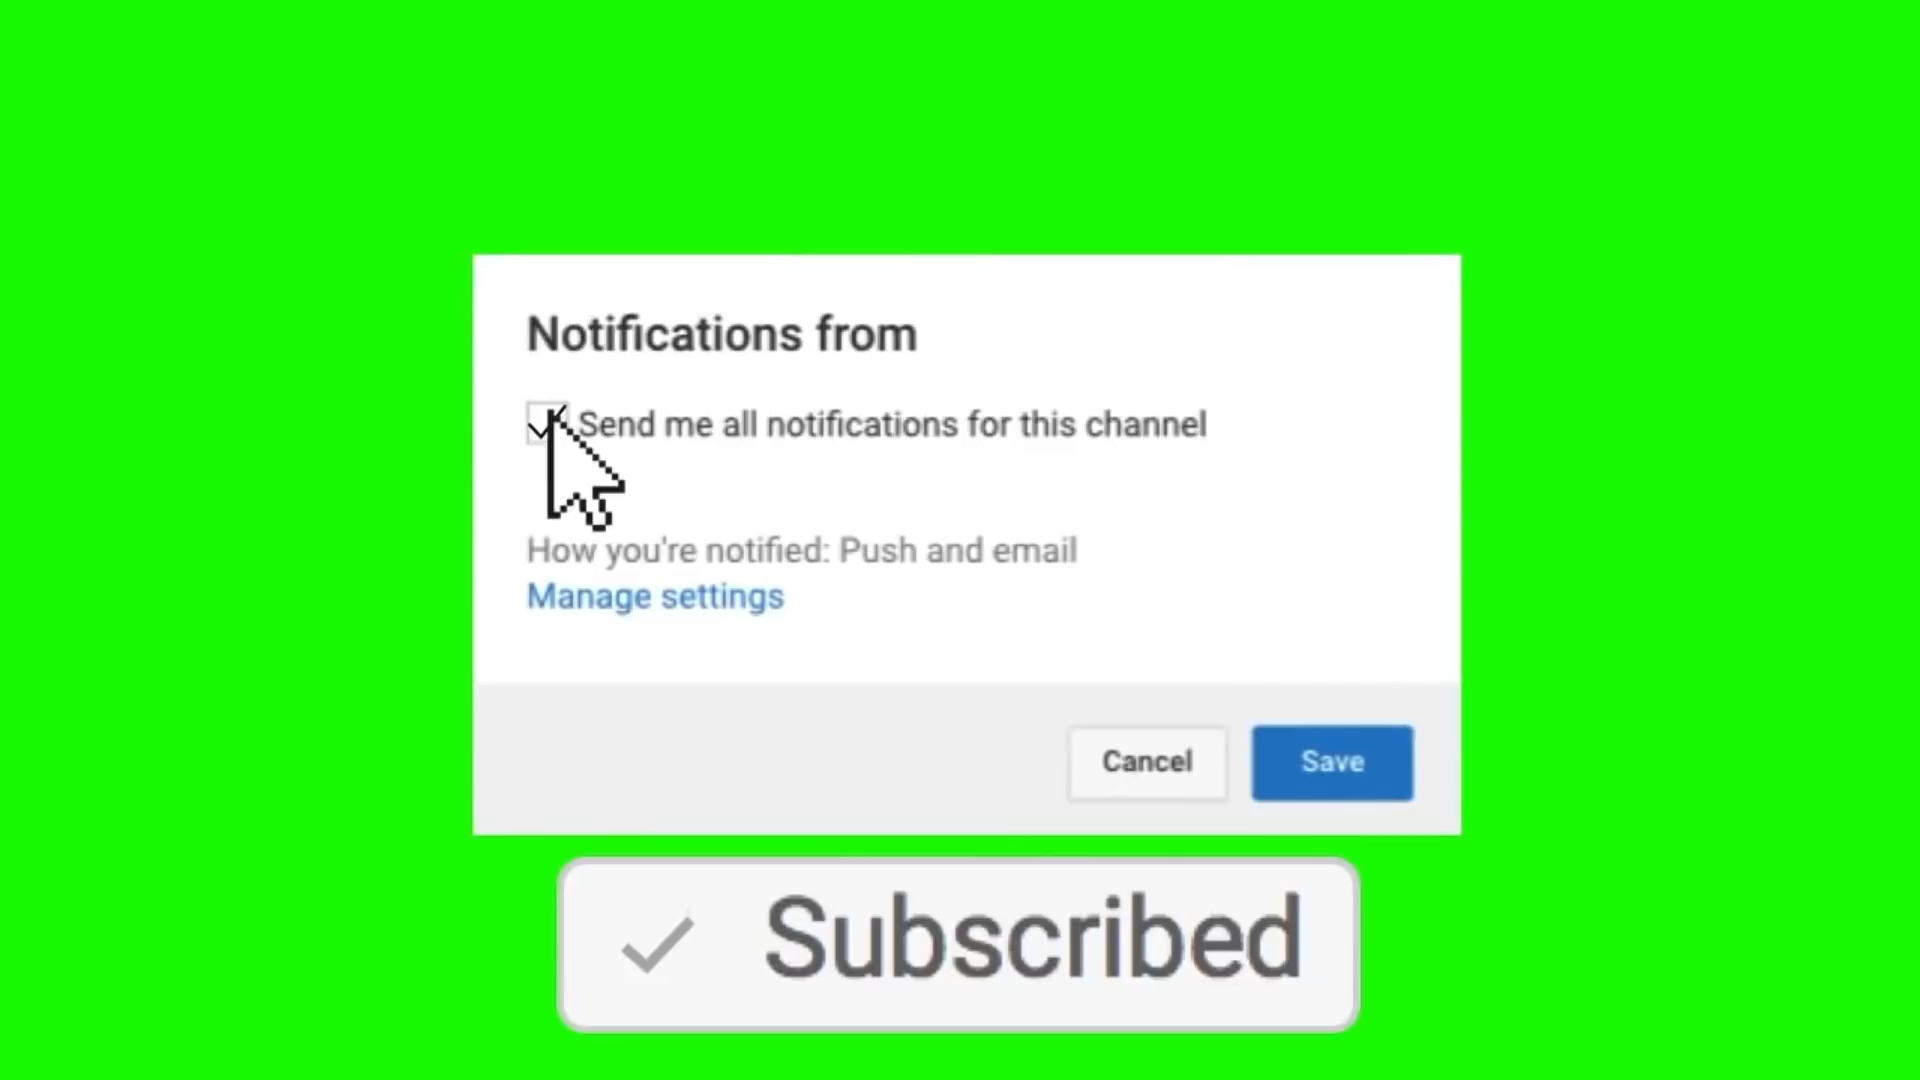 Notifications from
Send me all notifications for this channel
How you're notified: Push and email
Manage settings
Cancel Save
Subscribed